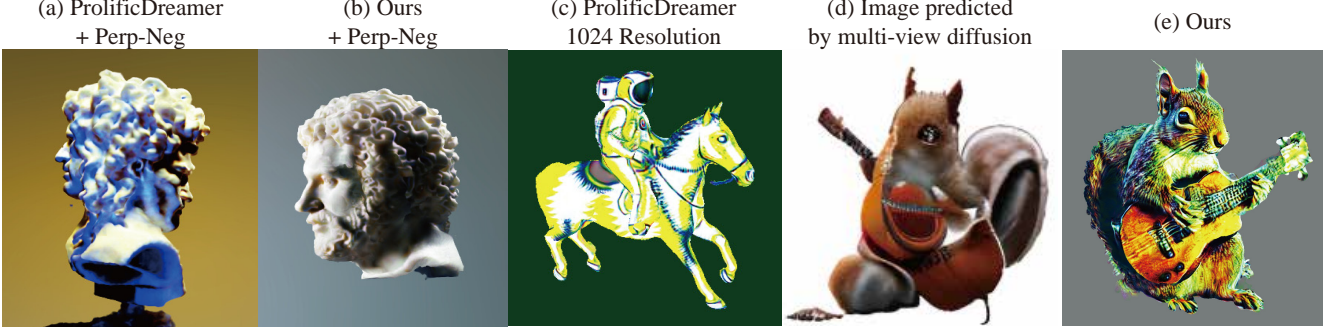 (a) ProlificDreamer
+ Perp-Neg
(b) Ours
+ Perp-Neg
(c) ProlificDreamer
1024 Resolution
(d) Image predicted
by multi-view diffusion
(e) Ours